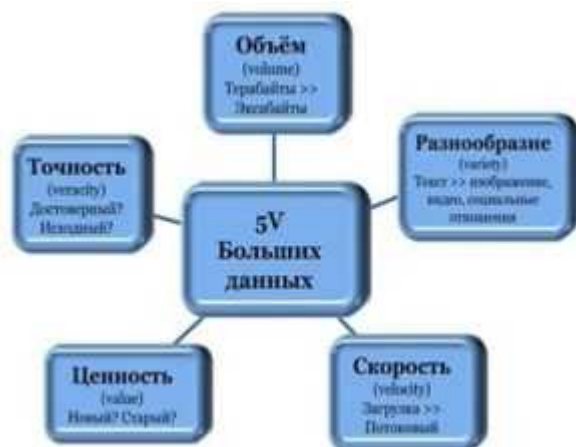 Объём
(volume)
Терабайты >>
Эксабайты
Разнообразие
(variety)
Текст >> изображение,
видео, социальные
отношения
Точность
(veracity)
Достоверный?
Исходный?
5V
Больших
данных
Ценность
(value)
Новый? Старый?
Скорость
(velocity)
Загрузка >>
Потоковый